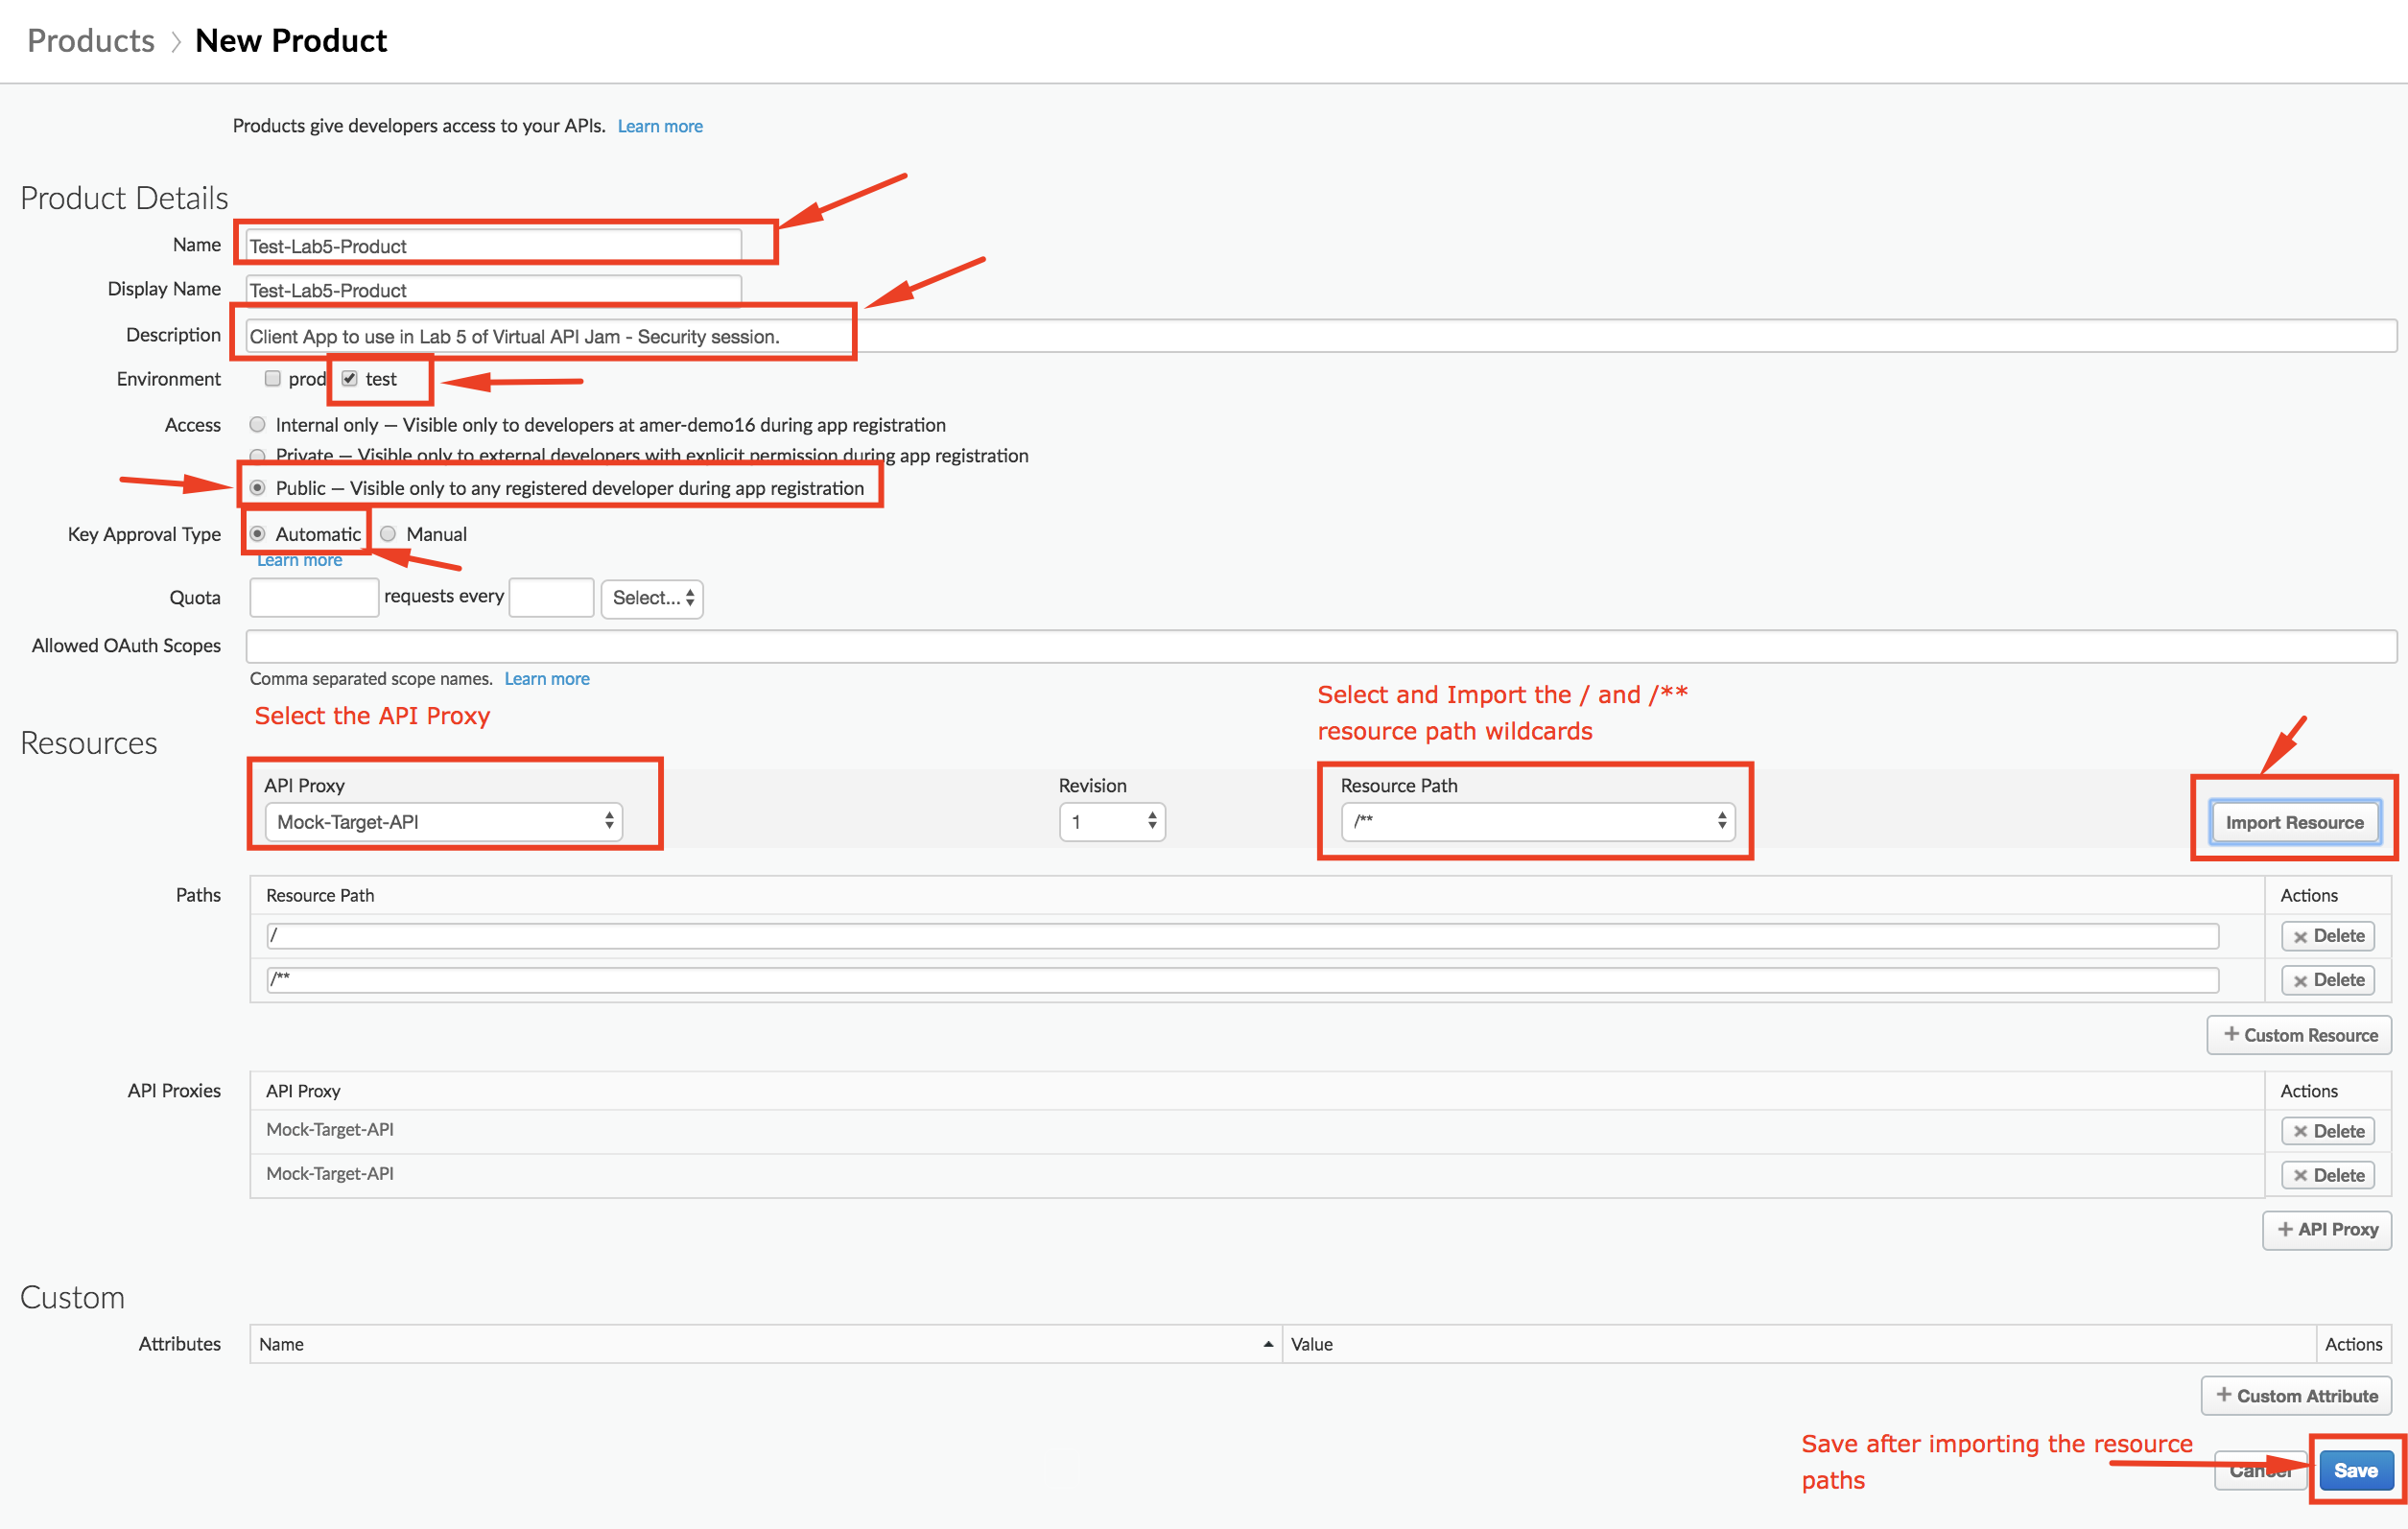 Products > New Product
Products give developers access to your APIs. Learn more
Product Details
Name Test-Lab5-Product
Display Name Test-Lab5-Product
Description Client App to use in Lab 5 of Virtual API Jam - Security session.
Environment prod test
Access Internal only — Visible only to developers at amer-demo16 during app registration
Private — Visible only to external developers with explicit permission during app registration
Public — Visible only to any registered developer during app registration
Key Approval Type Automatic Manual
Learn more
Quota requests every Select...
Allowed OAuth Scopes
Comma separated scope names. Learn more
Select the API Proxy
Select and Import the / and /**
resource path wildcards
Resources
API Proxy Revision Resource Path
Mock-Target-API 1 /** Import Resource
Paths Resource Path Actions
/ Delete
/** Delete
+ Custom Resource
API Proxies API Proxy Actions
Mock-Target-API Delete
Mock-Target-API Delete
+ API Proxy
Custom
Attributes Name Value Actions
+ Custom Attribute
Save after importing the resource
paths
Cancel Save